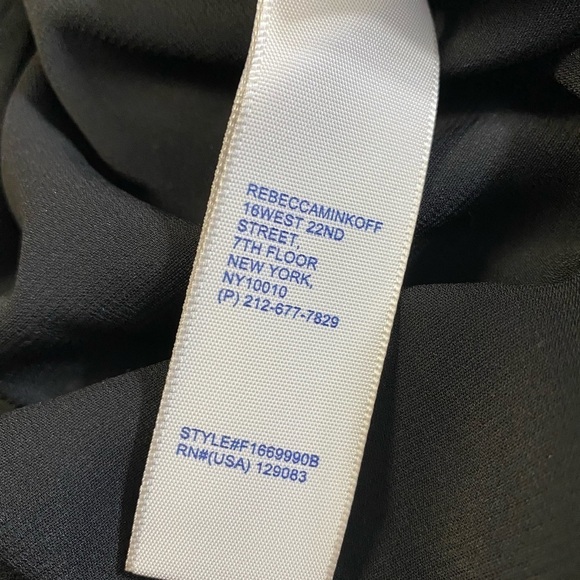 REBECCAMINKOFF
16WEST 22ND
STREET,
7TH FLOOR
NEW YORK,
NY10010
(P) 212-677-7829
STYLE#F1669990B
RN#(USA) 129083